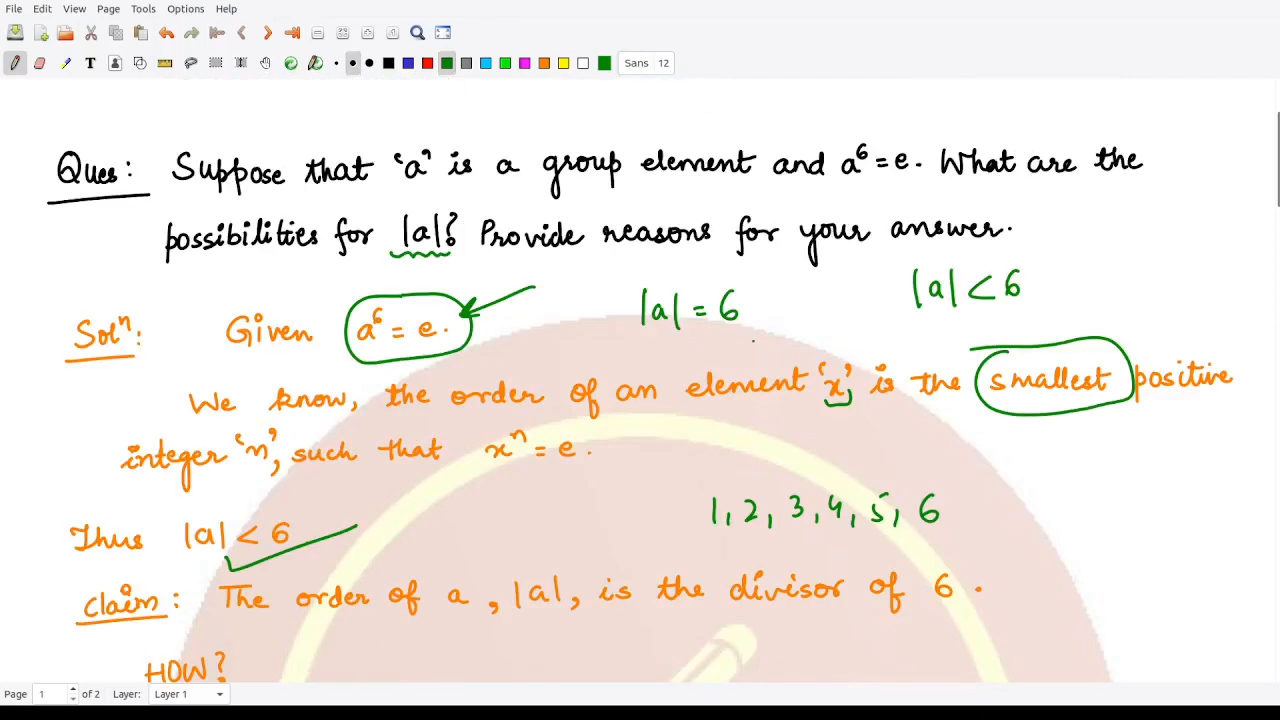 File Edit View Page Tools Options Help
Sans 12
Ques: Suppose that 'a' is a group element and a⁶ = e. What are the
possibilities for |a|? Provide reasons for your answer.
|a| = 6 |a| < 6
Solⁿ: Given a⁶ = e.
We know, the order of an element 'x' is the smallest positive
integer 'n', such that xⁿ = e.
1, 2, 3, 4, 5, 6
Thus |a| < 6
Claim: The order of a, |a|, is the divisor of 6.
HOW?
Page 1 of 2 Layer: Layer 1